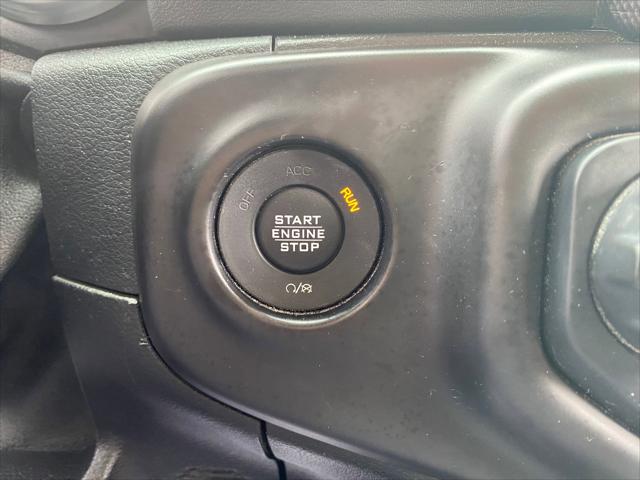 ACC
OFF
RUN
START
ENGINE
STOP